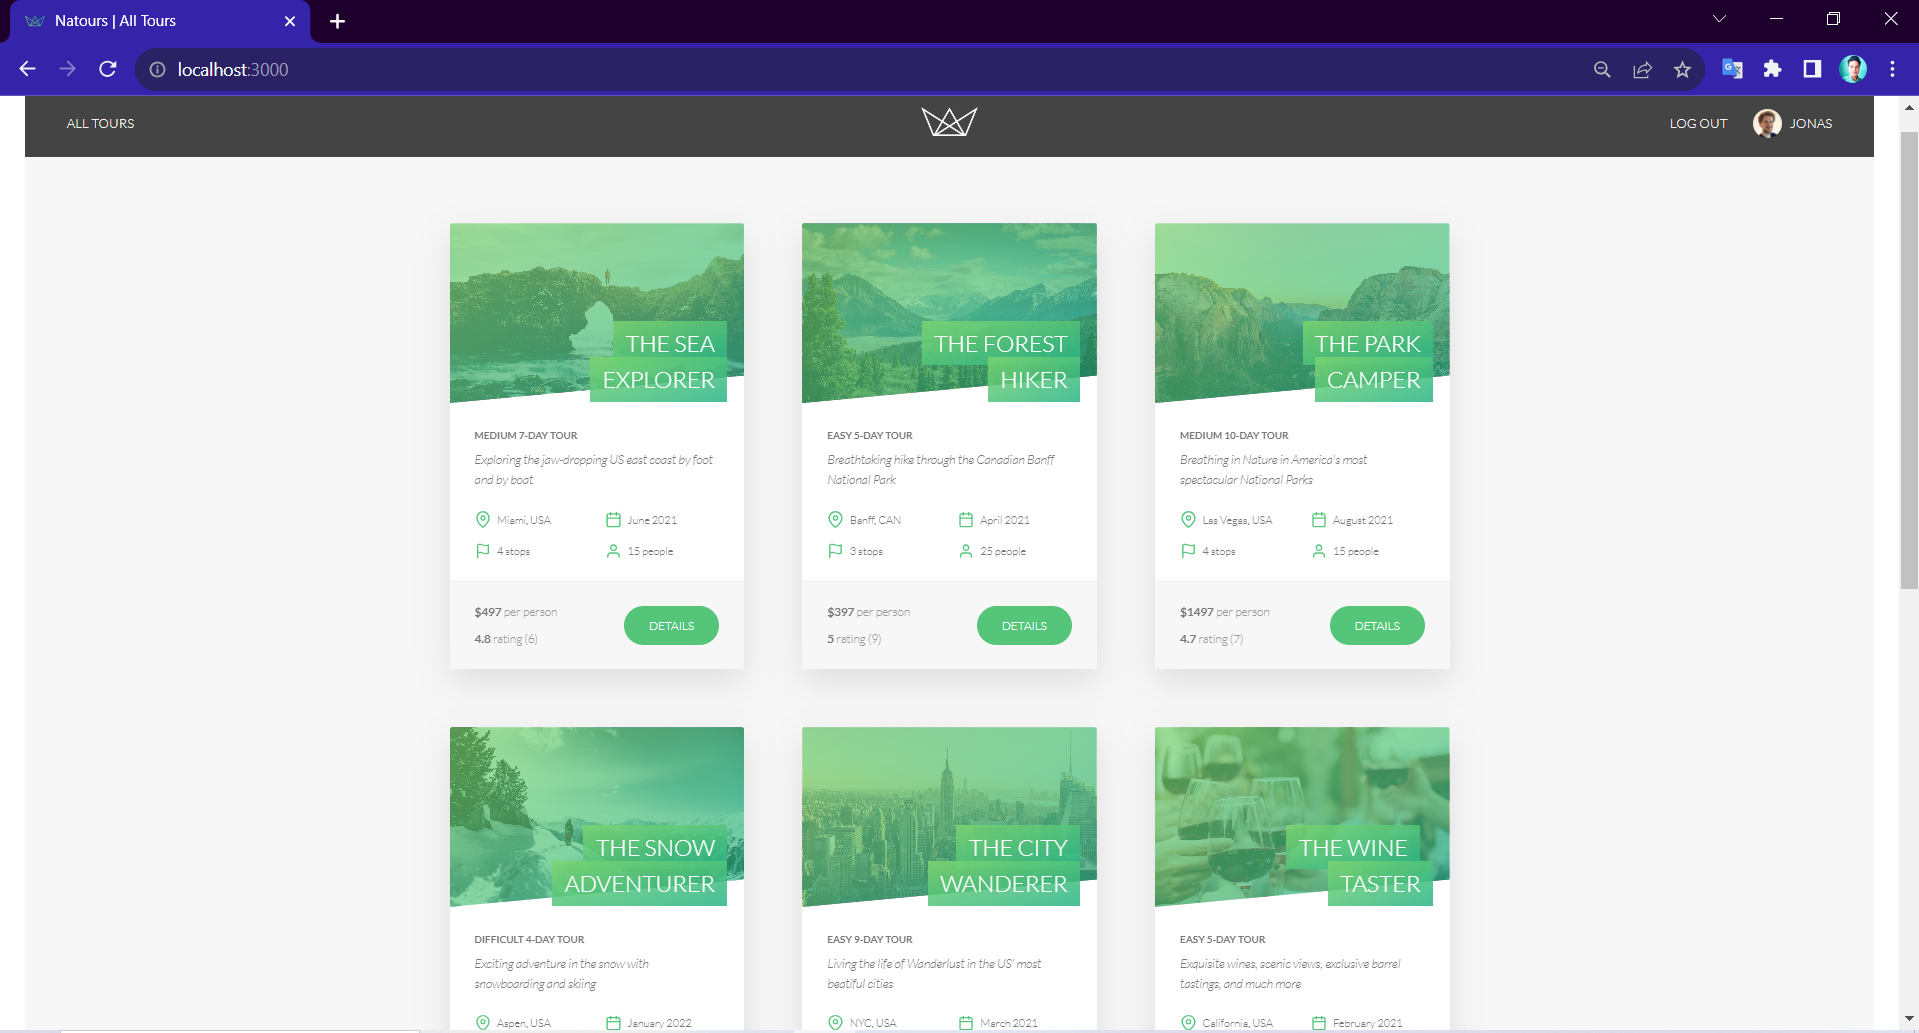 Natours | All Tours
localhost:3000
ALL TOURS
LOG OUT
JONAS
THE SEA
EXPLORER
MEDIUM 7-DAY TOUR
Exploring the jaw-dropping US east coast by foot
and by boat
Miami, USA
June 2021
4 stops
15 people
$497 per person
4.8 rating (6)
DETAILS
THE FOREST
HIKER
EASY 5-DAY TOUR
Breathtaking hike through the Canadian Banff
National Park
Banff, CAN
April 2021
3 stops
25 people
$397 per person
5 rating (9)
DETAILS
THE PARK
CAMPER
MEDIUM 10-DAY TOUR
Breathing in Nature in America's most
spectacular National Parks
Las Vegas, USA
August 2021
4 stops
15 people
$1497 per person
4.7 rating (7)
DETAILS
THE SNOW
ADVENTURER
DIFFICULT 4-DAY TOUR
Exciting adventure in the snow with
snowboarding and skiing
Aspen, USA
January 2022
THE CITY
WANDERER
EASY 9-DAY TOUR
Living the life of Wanderlust in the US' most
beatiful cities
NYC, USA
March 2021
THE WINE
TASTER
EASY 5-DAY TOUR
Exquisite wines, scenic views, exclusive barrel
tastings, and much more
California, USA
February 2021